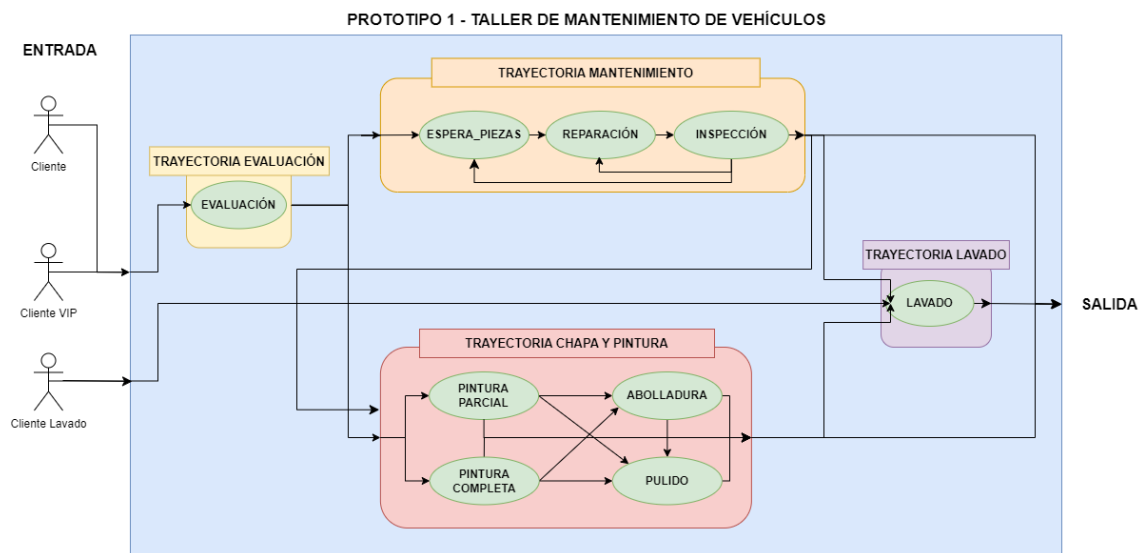 PROTOTIPO 1 - TALLER DE MANTENIMIENTO DE VEHÍCULOS
ENTRADA
Cliente
Cliente VIP
Cliente Lavado
TRAYECTORIA EVALUACIÓN
EVALUACIÓN
TRAYECTORIA MANTENIMIENTO
ESPERA_PIEZAS
REPARACIÓN
INSPECCIÓN
TRAYECTORIA LAVADO
LAVADO
SALIDA
TRAYECTORIA CHAPA Y PINTURA
PINTURA
PARCIAL
ABOLLADURA
PINTURA
COMPLETA
PULIDO